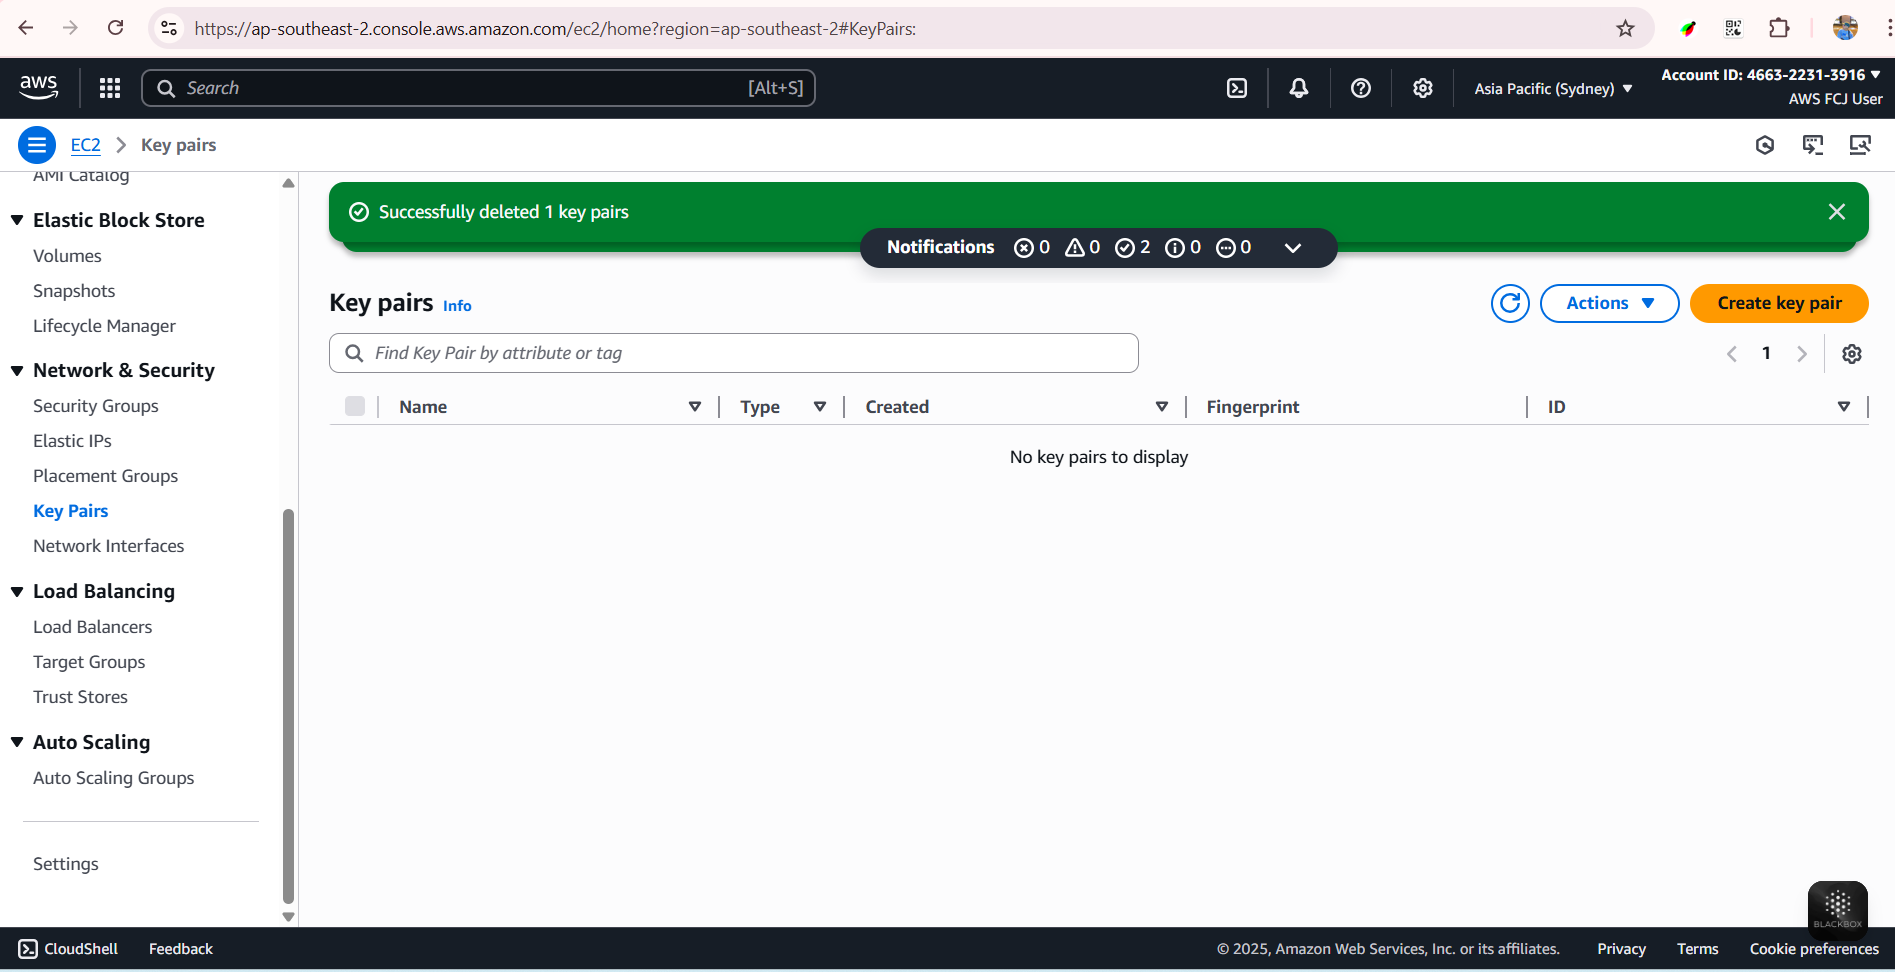 https://ap-southeast-2.console.aws.amazon.com/ec2/home?region=ap-southeast-2#KeyPairs:
aws
Search
[Alt+S]
Asia Pacific (Sydney)
Account ID: 4663-2231-3916
AWS FCJ User
EC2
Key pairs
AMI Catalog
Elastic Block Store
Volumes
Snapshots
Lifecycle Manager
Network & Security
Security Groups
Elastic IPs
Placement Groups
Key Pairs
Network Interfaces
Load Balancing
Load Balancers
Target Groups
Trust Stores
Auto Scaling
Auto Scaling Groups
Settings
Successfully deleted 1 key pairs
Notifications 0 0 2 0 0
Key pairs Info
Actions
Create key pair
Find Key Pair by attribute or tag
1
Name Type Created Fingerprint ID
No key pairs to display
BLACKBOX
CloudShell Feedback
© 2025, Amazon Web Services, Inc. or its affiliates. Privacy Terms Cookie preferences